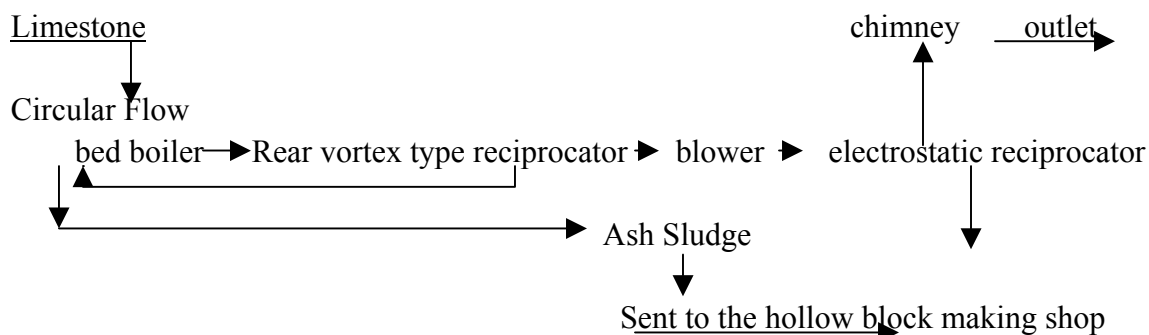 Limestone
chimney outlet
Circular Flow
bed boiler Rear vortex type reciprocator blower electrostatic reciprocator
Ash Sludge
Sent to the hollow block making shop